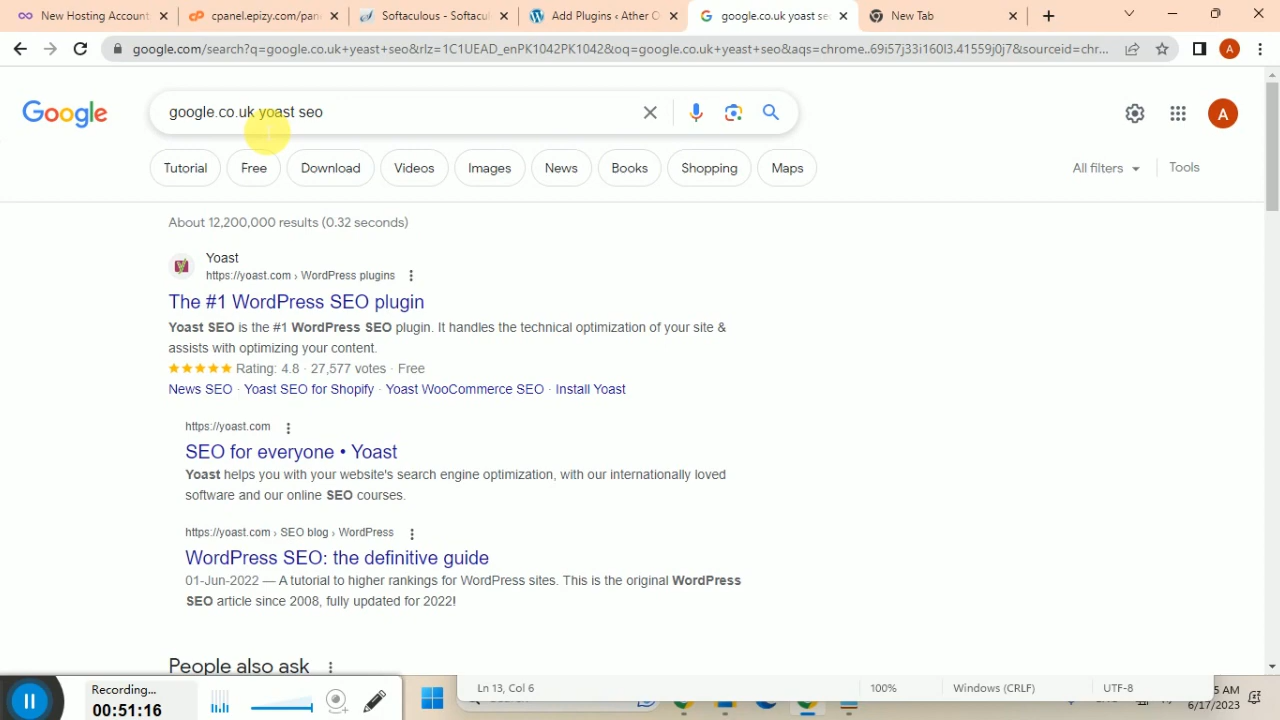 New Hosting Account
cpanel.epizy.com/pan
Softaculous - Softacul
Add Plugins ‹ Ather O
google.co.uk yoast se
New Tab
google.com/search?q=google.co.uk+yeast+seo&rlz=1C1UEAD_enPK1042PK1042&oq=google.co.uk+yeast+seo&aqs=chrome..69i57j33i160l3.41559j0j7&sourceid=chr...
A
Google
google.co.uk yoast seo
A
Tutorial
Free
Download
Videos
Images
News
Books
Shopping
Maps
All filters
Tools
About 12,200,000 results (0.32 seconds)
Yoast
https://yoast.com › WordPress plugins
The #1 WordPress SEO plugin
Yoast SEO is the #1 WordPress SEO plugin. It handles the technical optimization of your site &
assists with optimizing your content.
Rating: 4.8 · 27,577 votes · Free
News SEO · Yoast SEO for Shopify · Yoast WooCommerce SEO · Install Yoast
https://yoast.com
SEO for everyone • Yoast
Yoast helps you with your website's search engine optimization, with our internationally loved
software and our online SEO courses.
https://yoast.com › SEO blog › WordPress
WordPress SEO: the definitive guide
01-Jun-2022 — A tutorial to higher rankings for WordPress sites. This is the original WordPress
SEO article since 2008, fully updated for 2022!
People also ask
Recording...
00:51:16
Ln 13, Col 6
100%
Windows (CRLF)
UTF-8
5 AM
6/17/2023